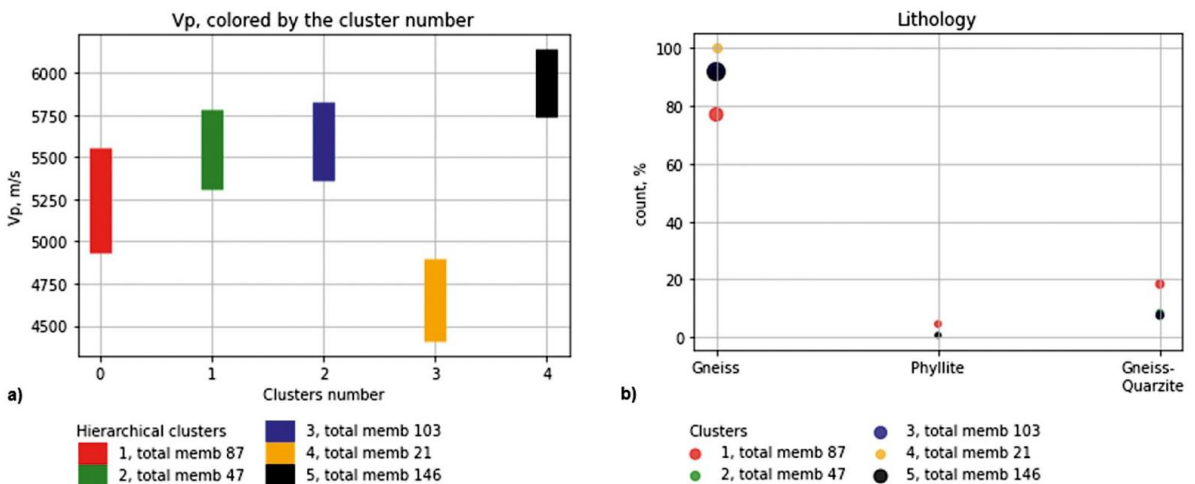 Vp, colored by the cluster number
Vp, m/s
6000
5750
5500
5250
5000
4750
4500
0 1 2 3 4
Clusters number
a)
Hierarchical clusters
1, total memb 87
2, total memb 47
3, total memb 103
4, total memb 21
5, total memb 146
Lithology
count, %
100
80
60
40
20
0
Gneiss Phyllite Gneiss-
Quarzite
b)
Clusters
1, total memb 87
2, total memb 47
3, total memb 103
4, total memb 21
5, total memb 146